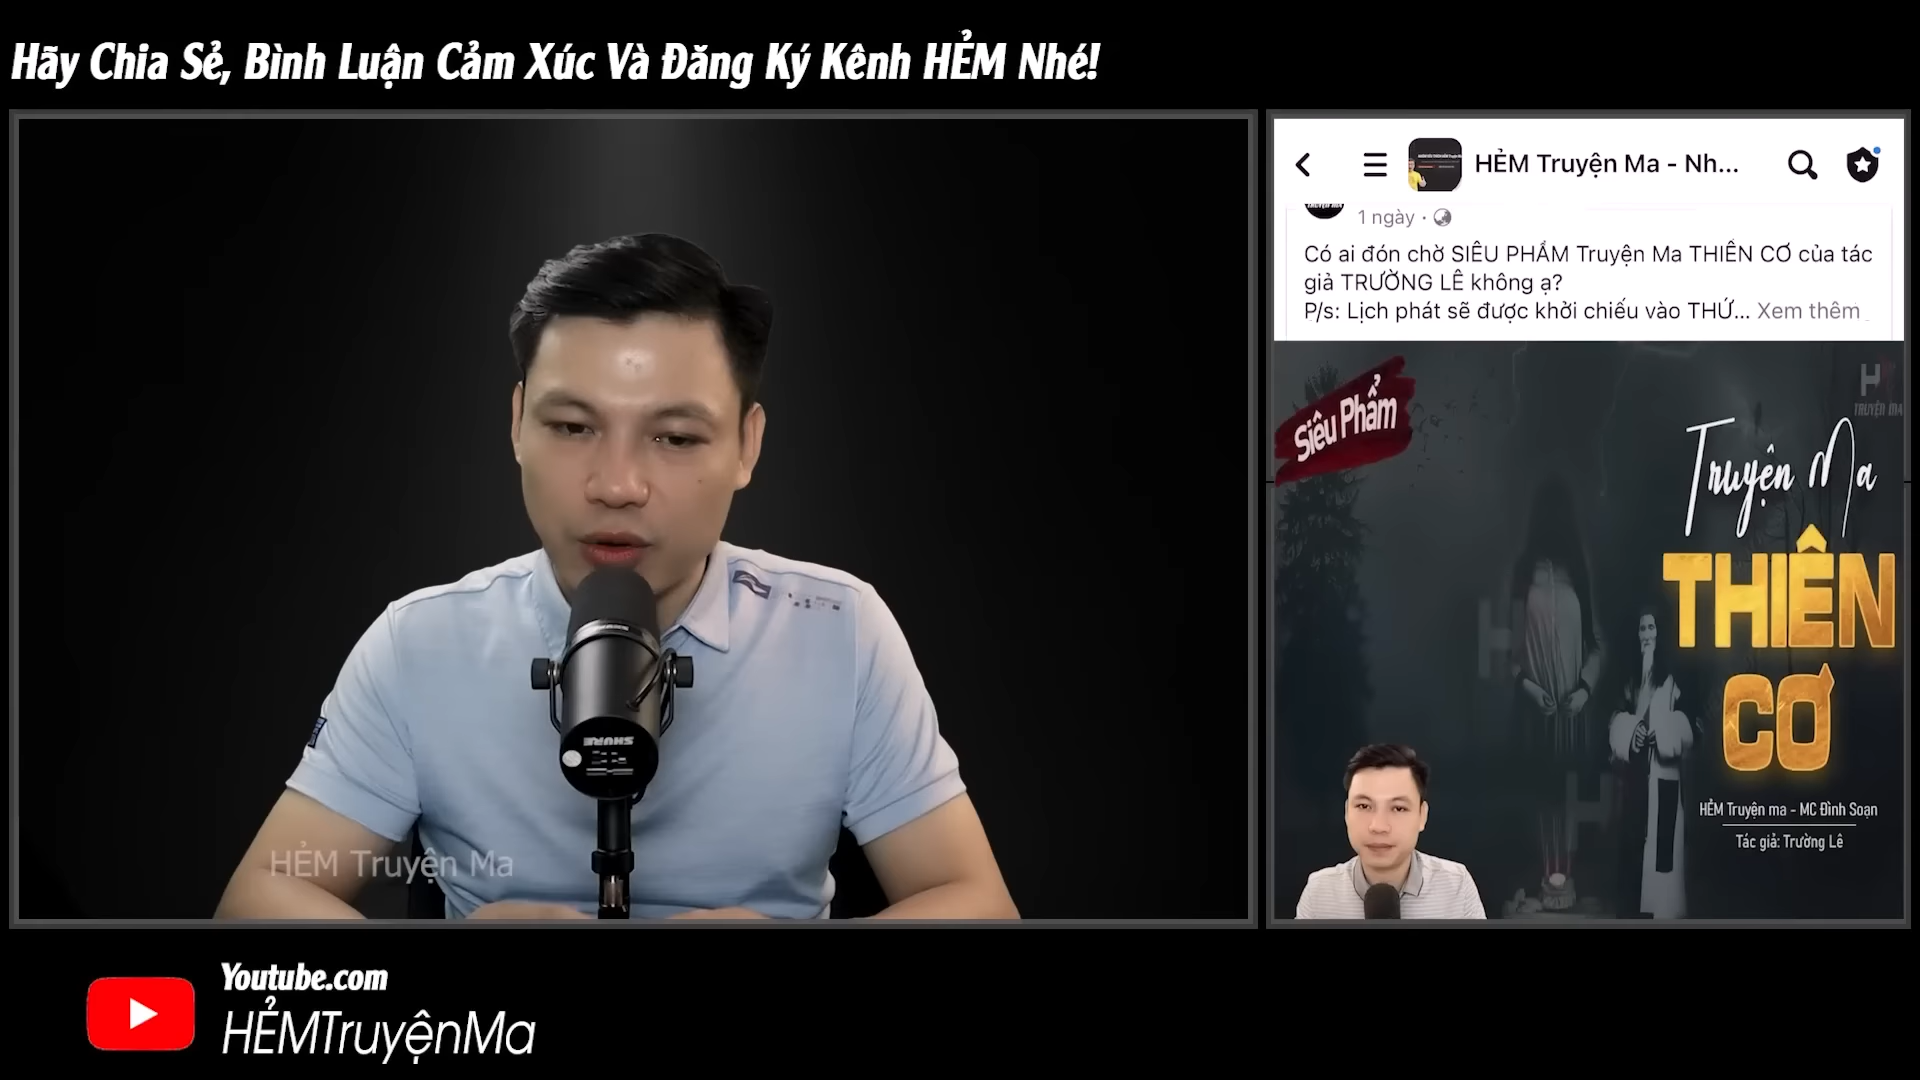 Hãy Chia Sẻ, Bình Luận Cảm Xúc Và Đăng Ký Kênh HẺM Nhé!
HẺM Truyện Ma - Nh...
1 ngày
Có ai đón chờ SIÊU PHẨM Truyện Ma THIÊN CƠ của tác
giả TRƯỜNG LÊ không ạ?
P/s: Lịch phát sẽ được khởi chiếu vào THỨ... Xem thêm
Siêu Phẩm
TRUYỆN MA
Truyện Ma
THIÊN
CƠ
HẺM Truyện ma - MC Đình Soạn
Tác giả: Trường Lê
SHURE
HẺM Truyện Ma
Youtube.com
HẺMTruyệnMa